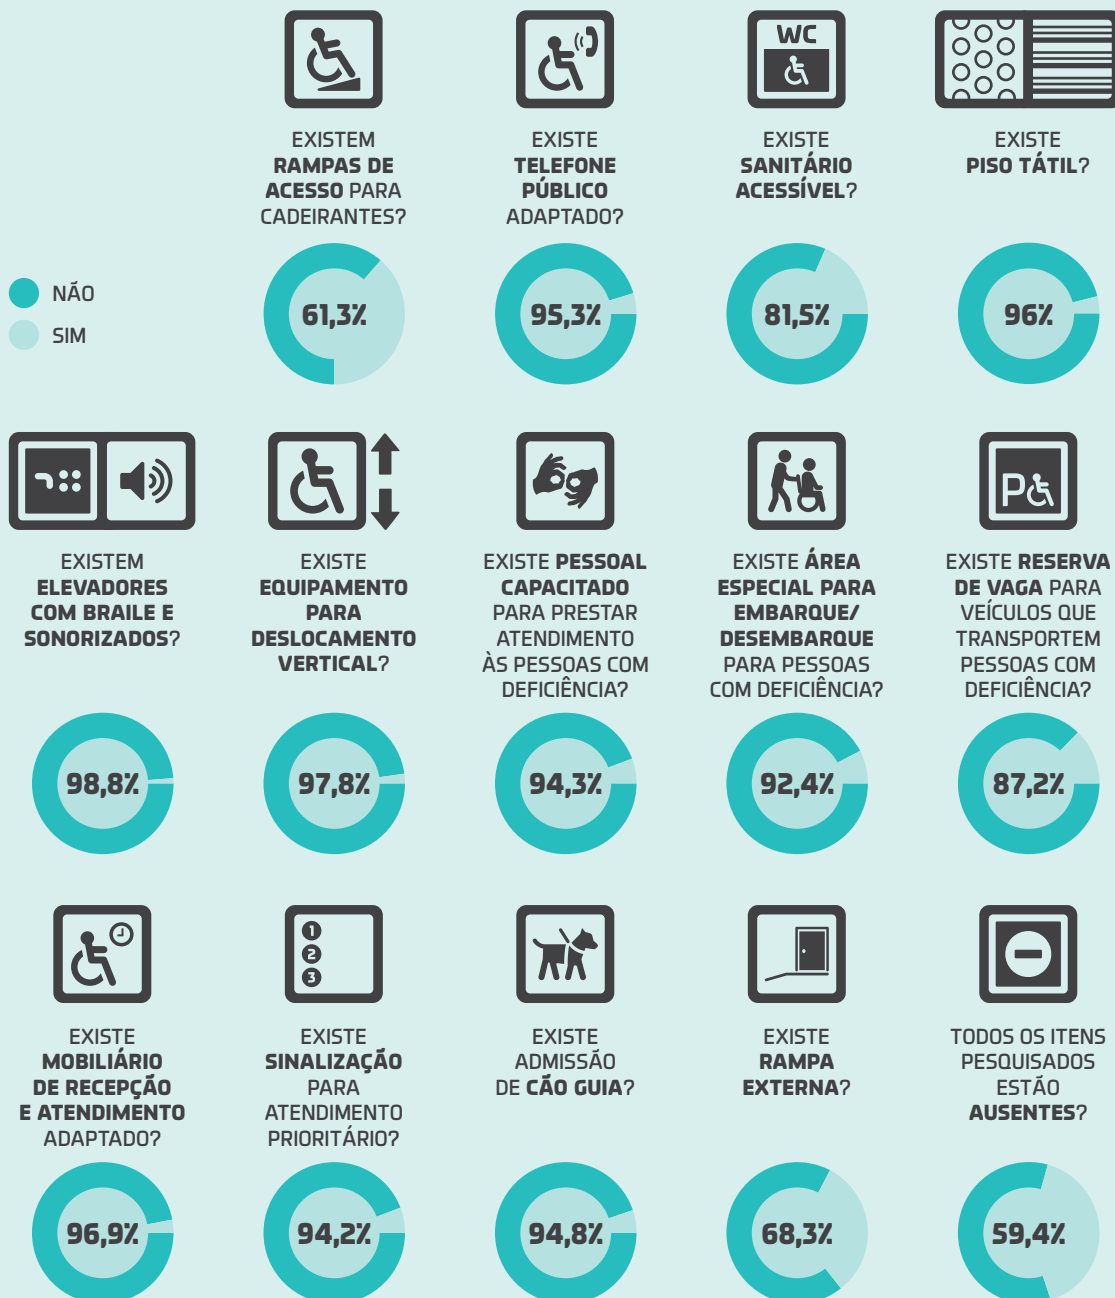 WC
EXISTEM
RAMPAS DE
ACESSO PARA
CADEIRANTES?
61,3%
EXISTE
TELEFONE
PÚBLICO
ADAPTADO?
95,3%
EXISTE
SANITÁRIO
ACESSÍVEL?
81,5%
EXISTE
PISO TÁTIL?
96%
NÃO
SIM
EXISTEM
ELEVADORES
COM BRAILE E
SONORIZADOS?
98,8%
EXISTE
EQUIPAMENTO
PARA
DESLOCAMENTO
VERTICAL?
97,8%
EXISTE PESSOAL
CAPACITADO
PARA PRESTAR
ATENDIMENTO
ÀS PESSOAS COM
DEFICIÊNCIA?
94,3%
EXISTE ÁREA
ESPECIAL PARA
EMBARQUE/
DESEMBARQUE
PARA PESSOAS
COM DEFICIÊNCIA?
92,4%
P
EXISTE RESERVA
DE VAGA PARA
VEÍCULOS QUE
TRANSPORTEM
PESSOAS COM
DEFICIÊNCIA?
87,2%
EXISTE
MOBILIÁRIO
DE RECEPÇÃO
E ATENDIMENTO
ADAPTADO?
96,9%
1
2
3
EXISTE
SINALIZAÇÃO
PARA
ATENDIMENTO
PRIORITÁRIO?
94,2%
EXISTE
ADMISSÃO
DE CÃO GUIA?
94,8%
EXISTE
RAMPA
EXTERNA?
68,3%
TODOS OS ITENS
PESQUISADOS
ESTÃO
AUSENTES?
59,4%